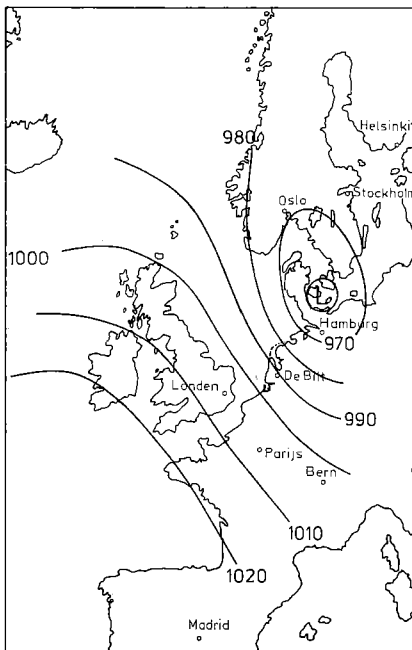 Helsinki
980
Oslo
Stockholm
1000
Hamburg
970
De Bilt
Londen
990
Parijs
Bern
1010
1020
Madrid